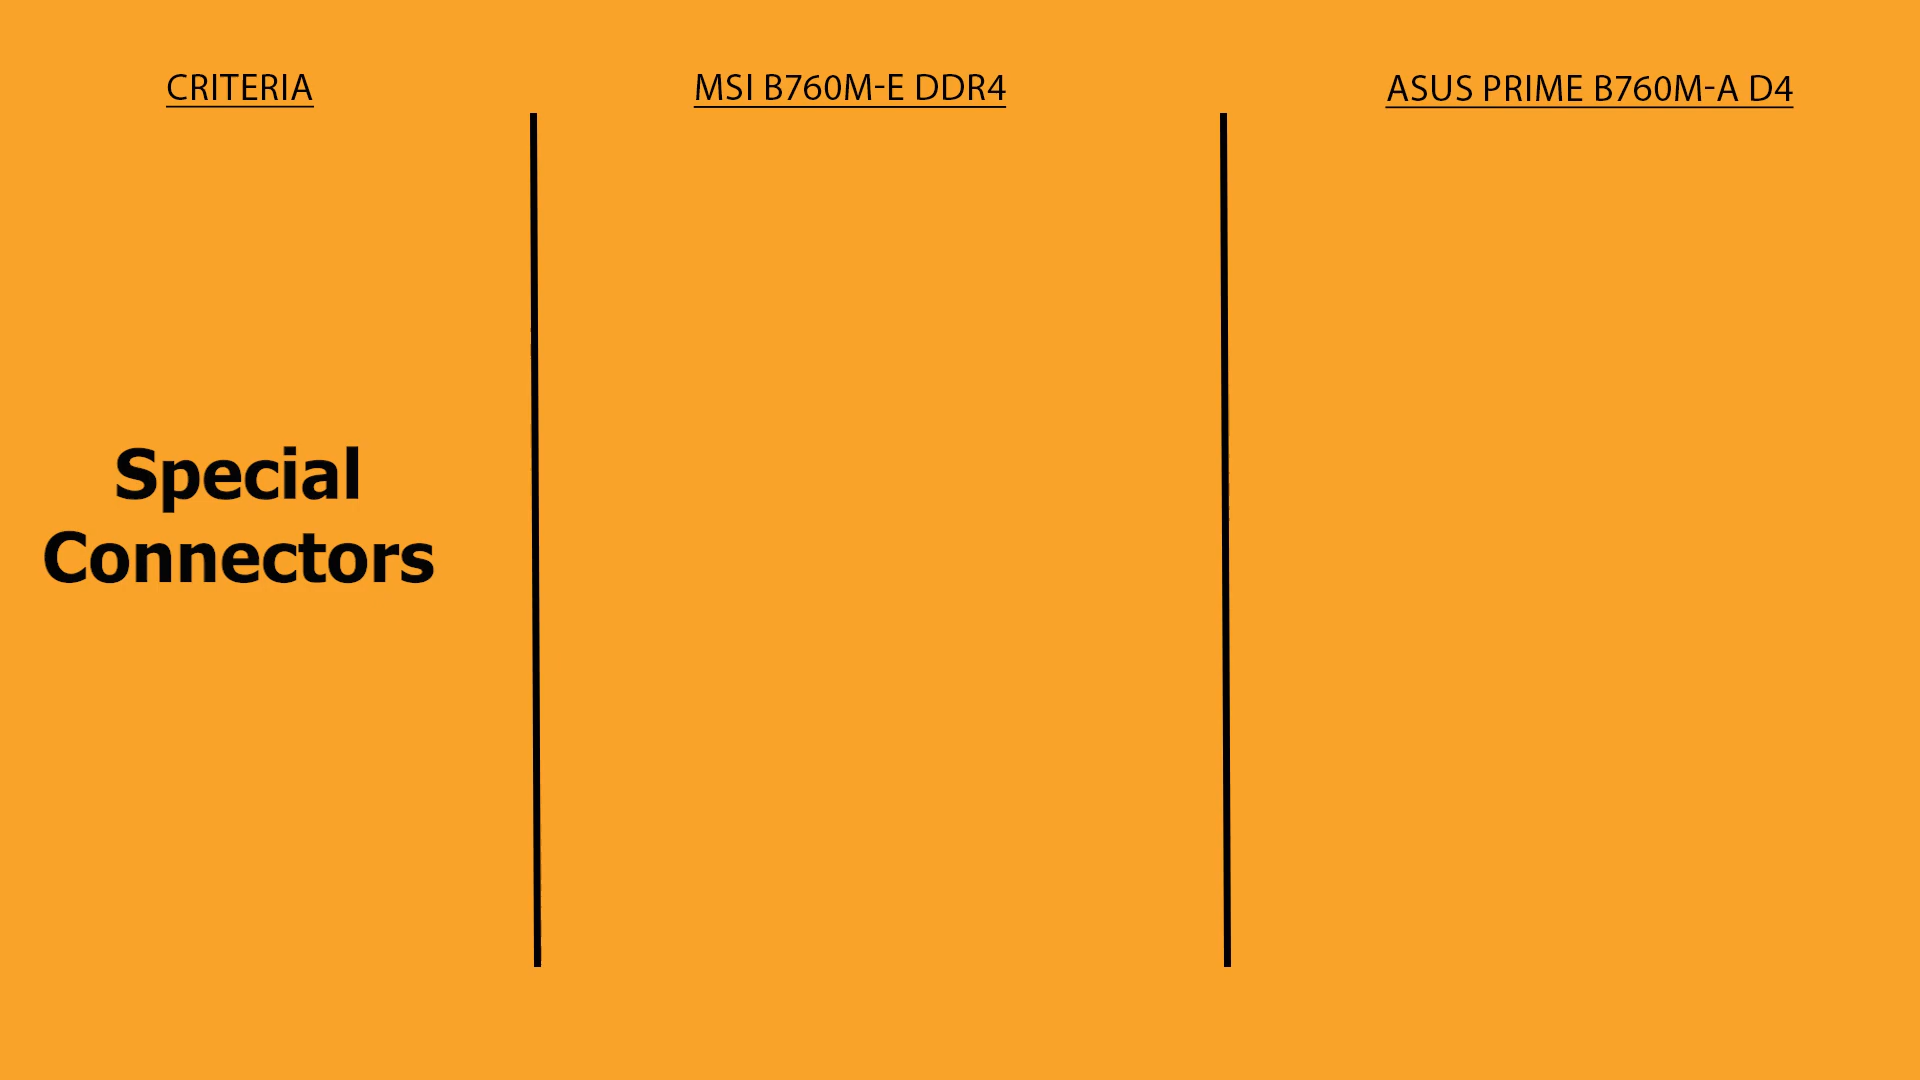 CRITERIA
MSI B760M-E DDR4
ASUS PRIME B760M-A D4
Special
Connectors